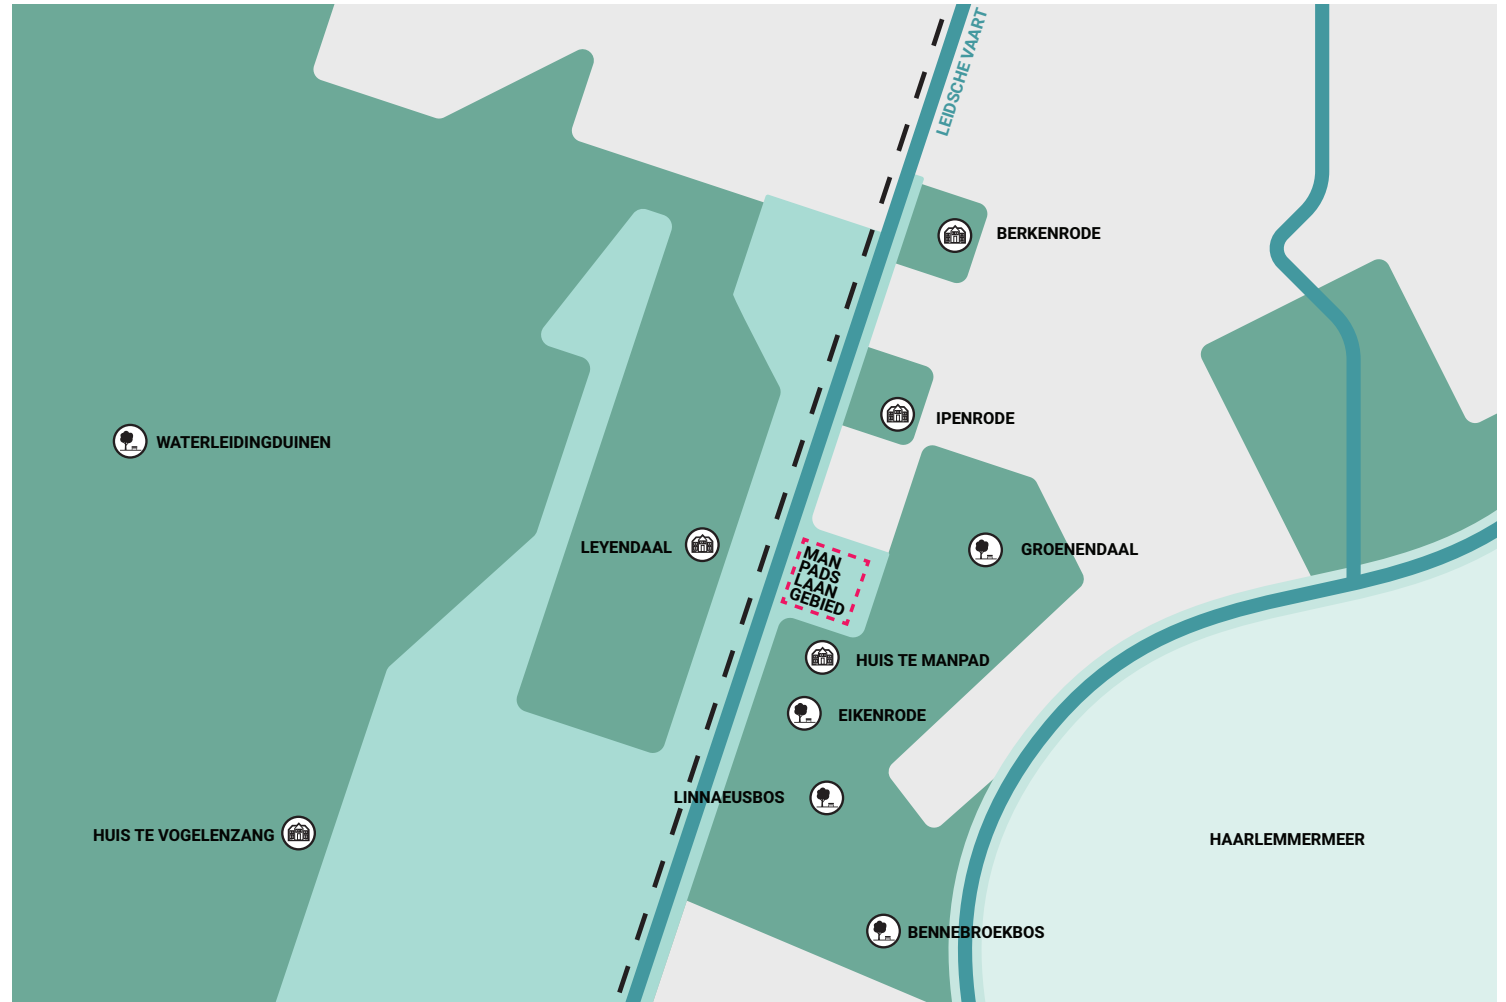 LEIDSCHE VAART
BERKENRODE
IPENRODE
WATERLEIDINGDUINEN
LEYENDAAL
GROENENDAAL
MAN
PADS
LAAN
GEBIED
HUIS TE MANPAD
EIKENRODE
LINNAEUSBOS
HUIS TE VOGELENZANG
HAARLEMMERMEER
BENNEBROEKBOS